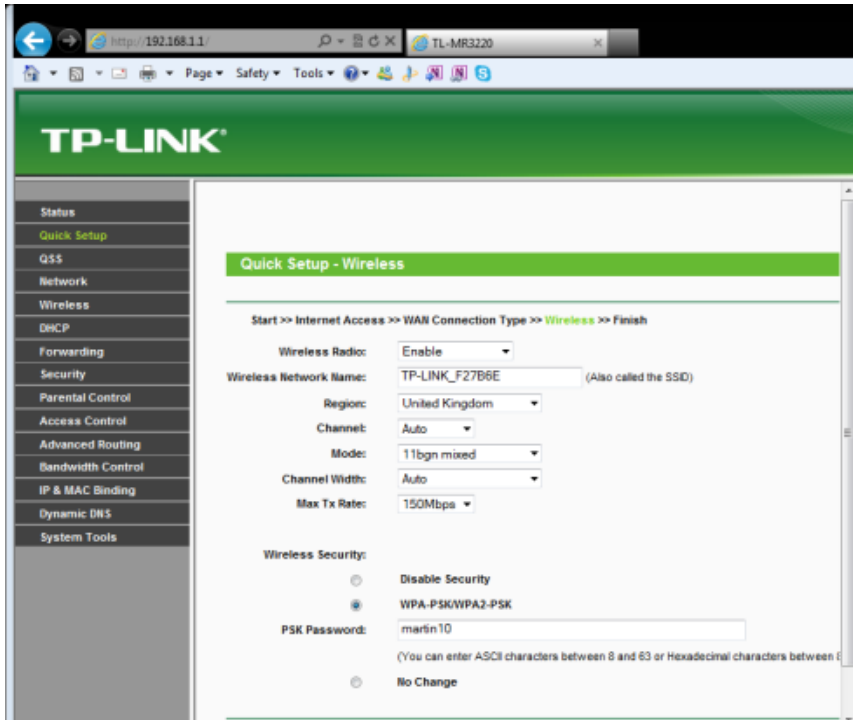 http://192.168.1.1/
TL-MR3220
Page Safety Tools
TP-LINK
Status
Quick Setup
QSS
Network
Wireless
DHCP
Forwarding
Security
Parental Control
Access Control
Advanced Routing
Bandwidth Control
IP & MAC Binding
Dynamic DNS
System Tools
Quick Setup - Wireless
Start >> Internet Access >> WAN Connection Type >> Wireless >> Finish
Wireless Radio: Enable
Wireless Network Name: TP-LINK_F27B6E (Also called the SSID)
Region: United Kingdom
Channel: Auto
Mode: 11bgn mixed
Channel Width: Auto
Max Tx Rate: 150Mbps
Wireless Security:
Disable Security
WPA-PSK/WPA2-PSK
PSK Password: martin10
(You can enter ASCII characters between 8 and 63 or Hexadecimal characters between 8
No Change